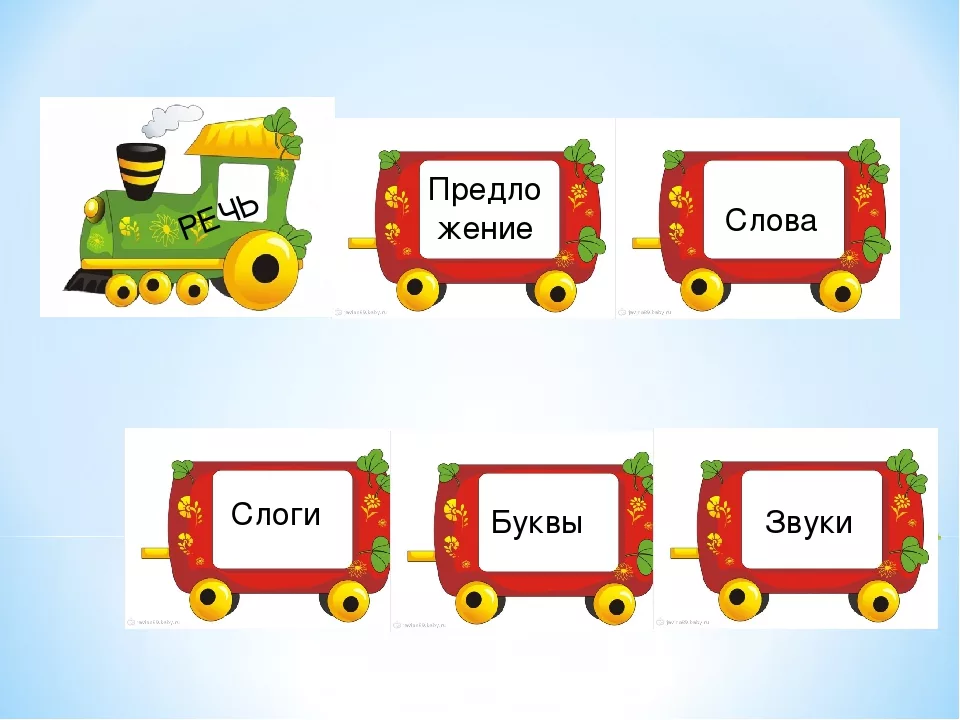 РЕЧЬ
Предло
жение
Слова
Слоги
Буквы
Звуки